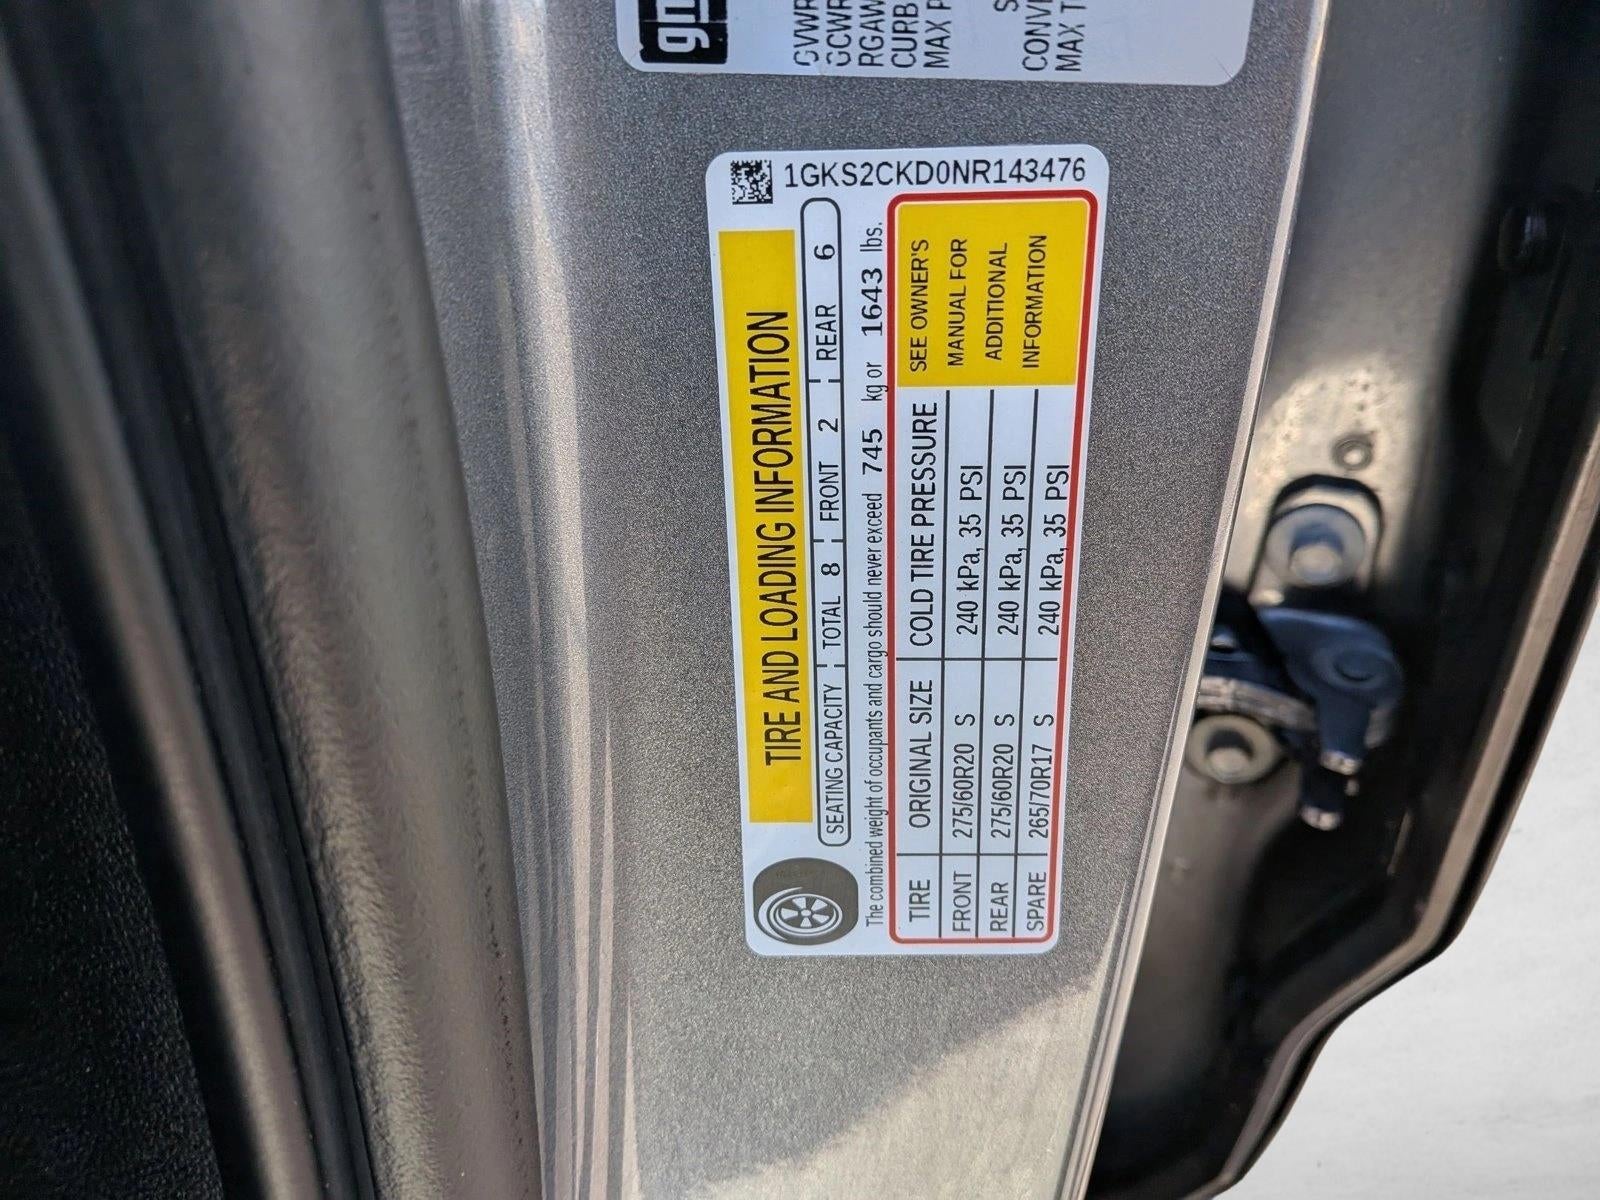 gm
GVWR
GCWR
RGAW
CURB
MAX P
CONVE
MAX T
1GKS2CKD0NR143476
TIRE AND LOADING INFORMATION
SEATING CAPACITY TOTAL 8 FRONT 2 REAR 6
The combined weight of occupants and cargo should never exceed 745 kg or 1643 lbs.
TIRE ORIGINAL SIZE COLD TIRE PRESSURE
FRONT 275/60R20 S 240 kPa, 35 PSI
REAR 275/60R20 S 240 kPa, 35 PSI
SPARE 265/70R17 S 240 kPa, 35 PSI
SEE OWNER'S
MANUAL FOR
ADDITIONAL
INFORMATION